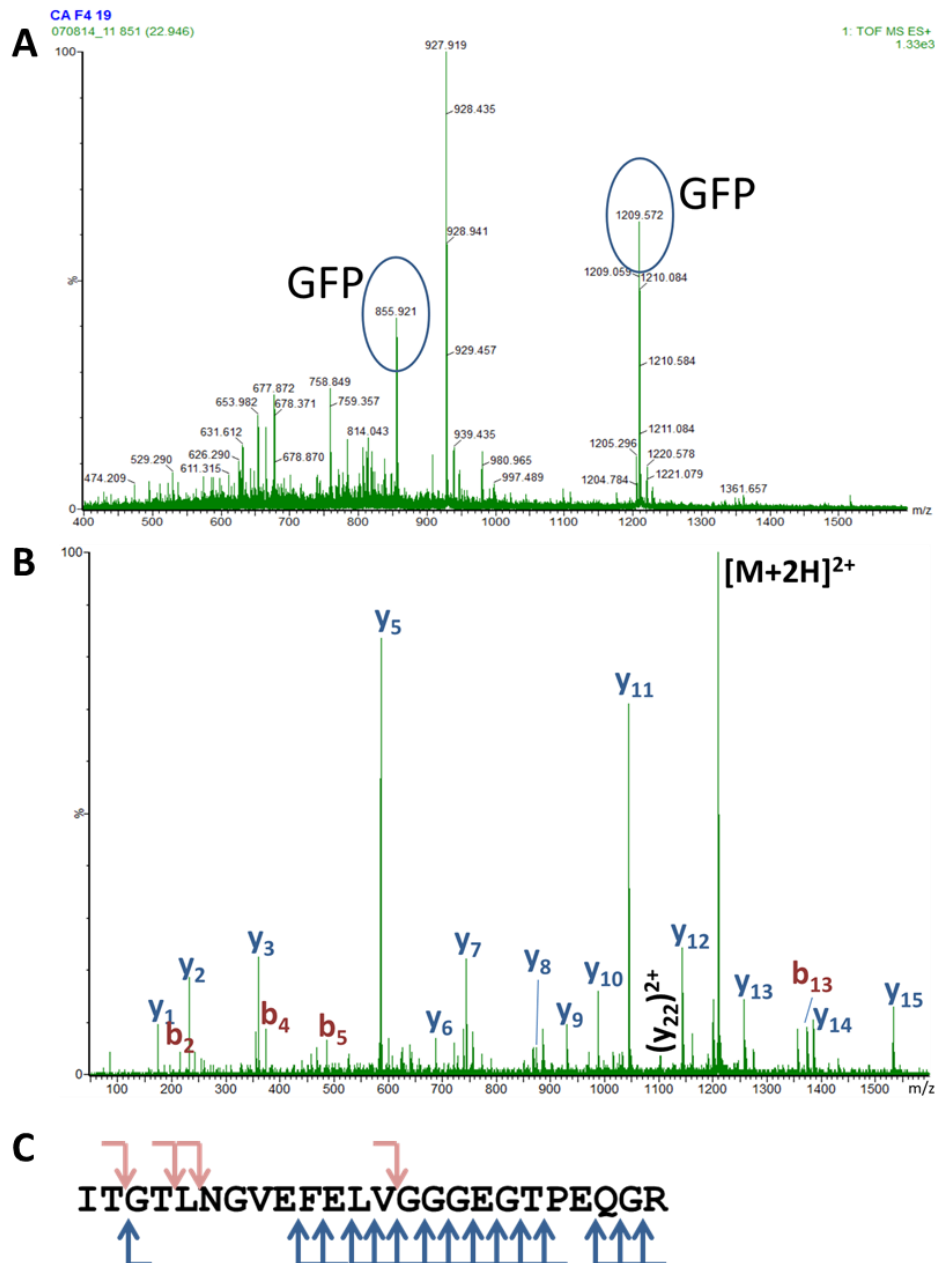 CA F4 19
A 070814_11 851 (22.946) 1: TOF MS ES+
1.33e3
100
927.919
928.435
GFP
1209.572
928.941
1209.059 1210.084
%
GFP
855.921
929.457
1210.584
677.872
758.849
653.982
678.371
759.357
1211.084
631.612
814.043
939.435
1205.296
626.290
678.870
980.965
1220.578
474.209
529.290
611.315
997.489
1204.784
1221.079
1361.657
0
400 500 600 700 800 900 1000 1100 1200 1300 1400 1500 m/z
B
100
[M+2H]2+
y5
y11
%
y3
y7
y12
y2
y8
y10
b13
y1
b4
y9
(y22)2+
y13
y15
b2
b5
y6
y14
0
100 200 300 400 500 600 700 800 900 1000 1100 1200 1300 1400 1500 m/z
C
ITGTLNGVEFELVGGGEGTPEQGR